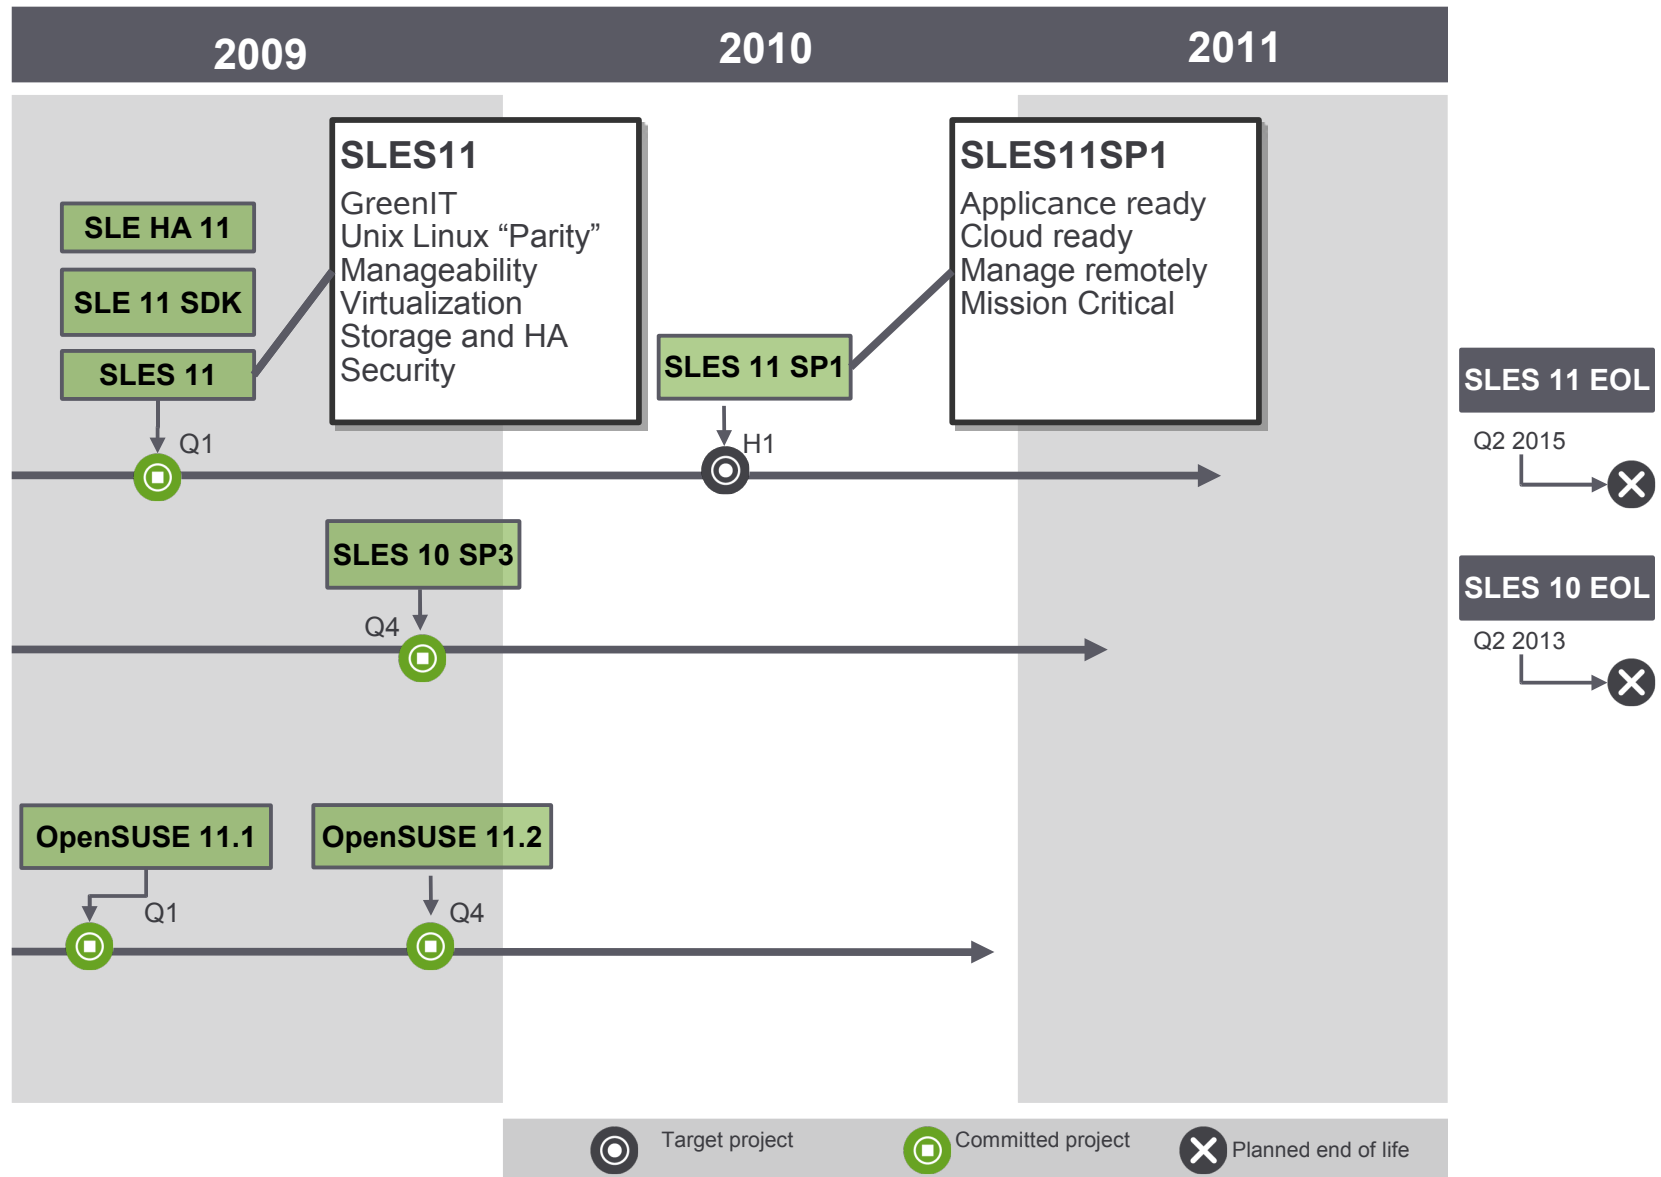 2009
2010
2011
SLES11
GreenIT
Unix Linux “Parity”
Manageability
Virtualization
Storage and HA
Security
SLES11SP1
Applicance ready
Cloud ready
Manage remotely
Mission Critical
SLE HA 11
SLE 11 SDK
SLES 11
SLES 11 SP1
SLES 11 EOL
Q1
H1
Q2 2015
SLES 10 SP3
SLES 10 EOL
Q4
Q2 2013
OpenSUSE 11.1
OpenSUSE 11.2
Q1
Q4
Target project
Committed project
Planned end of life